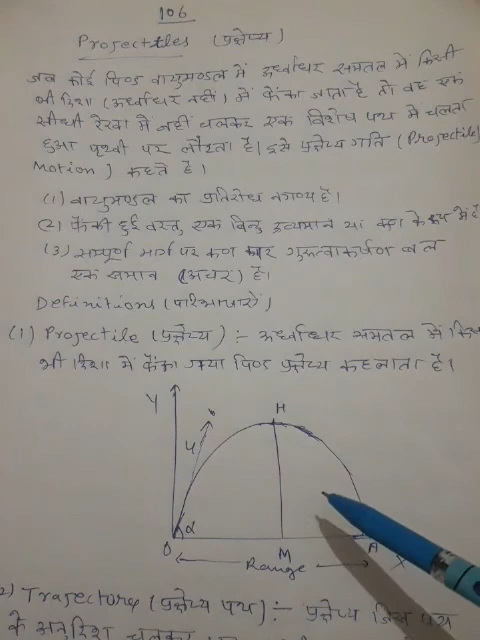 106
Projectiles (प्रक्षेप्य)
जब कोई पिण्ड वायुमण्डल में ऊर्ध्वाधर समतल में किसी
भी दिशा (ऊर्ध्वाधर नहीं) में फेंका जाता है तो वह एक
सीधी रेखा में नहीं चलकर एक विशेष पथ में चलता
हुआ पृथ्वी पर लौटता है। इसे प्रक्षेप्य गति (Projectile
Motion) कहते है।
(1) वायुमण्डल का प्रतिरोध नगण्य है।
(2) फेंकी हुई वस्तु एक बिन्दु द्रव्यमान या कण के रूप में है
(3) सम्पूर्ण मार्ग पर कण पर गुरुत्वाकर्षण बल
एक समान (अचर) है।
Definitions (परिभाषाएँ)
(1) Projectile (प्रक्षेप्य) :- ऊर्ध्वाधर समतल में किस
भी दिशा में फेंका गया पिण्ड प्रक्षेप्य कहलाता है।
Y
H
u
α
O
M
A
X
Range
2) Trajectory (प्रक्षेप्य पथ) :- प्रक्षेप्य जिस पथ
के अनुदिश चलकर